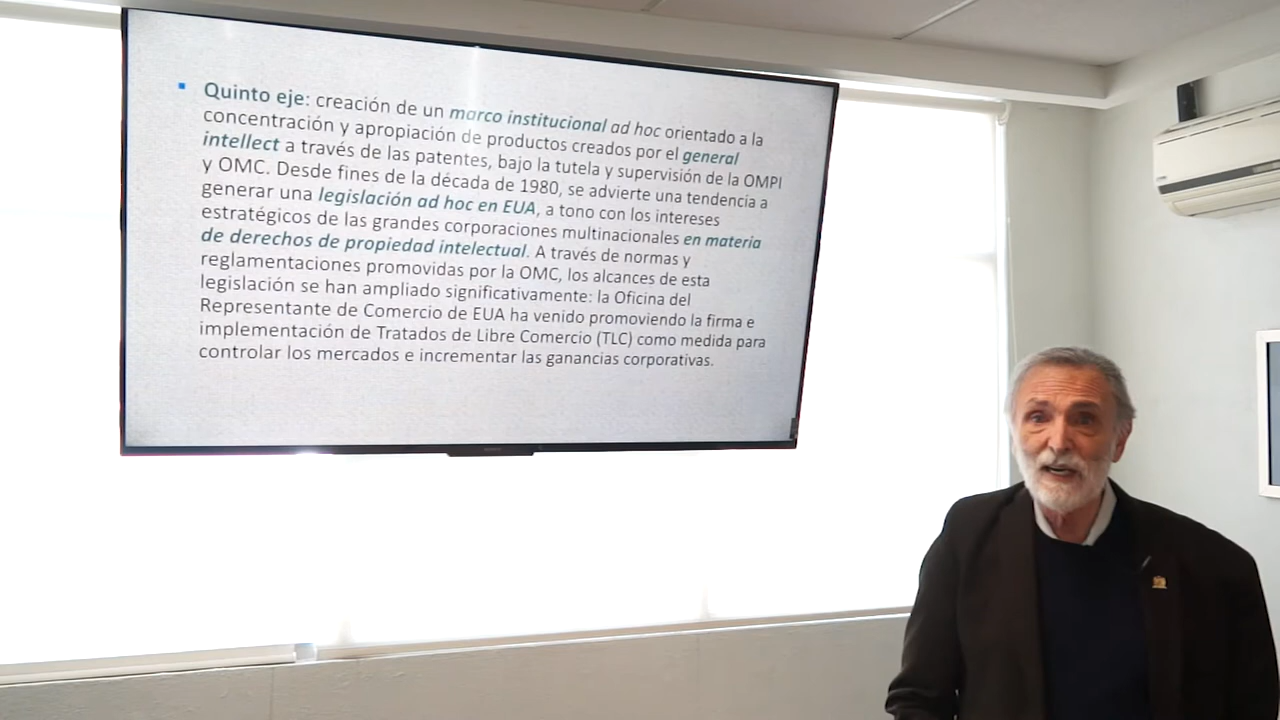 ▪ Quinto eje: creación de un marco institucional ad hoc orientado a la
concentración y apropiación de productos creados por el general
intellect a través de las patentes, bajo la tutela y supervisión de la OMPI
y OMC. Desde fines de la década de 1980, se advierte una tendencia a
generar una legislación ad hoc en EUA, a tono con los intereses
estratégicos de las grandes corporaciones multinacionales en materia
de derechos de propiedad intelectual. A través de normas y
reglamentaciones promovidas por la OMC, los alcances de esta
legislación se han ampliado significativamente: la Oficina del
Representante de Comercio de EUA ha venido promoviendo la firma e
implementación de Tratados de Libre Comercio (TLC) como medida para
controlar los mercados e incrementar las ganancias corporativas.